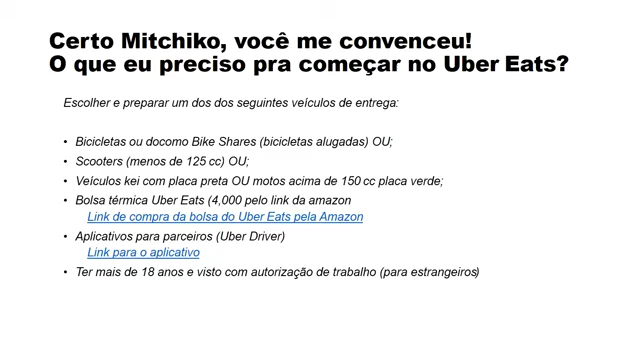 Certo Mitchiko, você me convenceu!
O que eu preciso pra começar no Uber Eats?
Escolher e preparar um dos dos seguintes veículos de entrega:
• Bicicletas ou docomo Bike Shares (bicicletas alugadas) OU;
• Scooters (menos de 125 cc) OU;
• Veículos kei com placa preta OU motos acima de 150 cc placa verde;
• Bolsa térmica Uber Eats (4,000 pelo link da amazon
Link de compra da bolsa do Uber Eats pela Amazon
• Aplicativos para parceiros (Uber Driver)
Link para o aplicativo
• Ter mais de 18 anos e visto com autorização de trabalho (para estrangeiros)